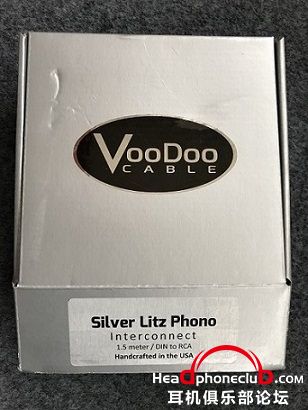 VooDoo
CABLE
Silver Litz Phono
Interconnect
1.5 meter / DIN to RCA
Handcrafted in the USA
HeadphonecluD.com
耳机俱乐部论坛